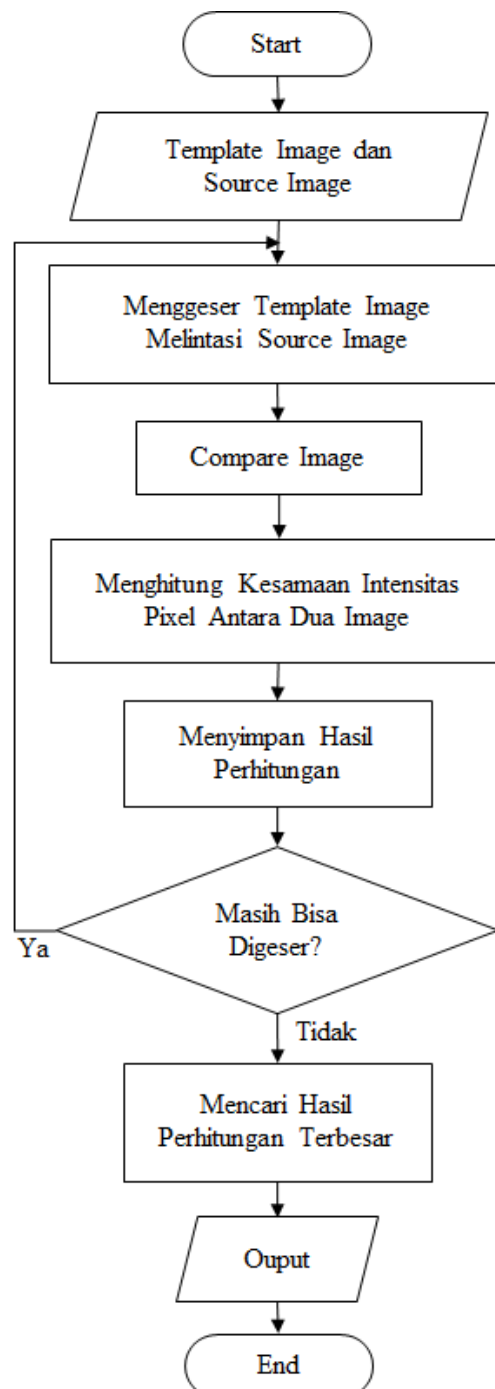 Start
Template Image dan
Source Image
Menggeser Template Image
Melintasi Source Image
Compare Image
Menghitung Kesamaan Intensitas
Pixel Antara Dua Image
Menyimpan Hasil
Perhitungan
Masih Bisa
Digeser?
Ya
Tidak
Mencari Hasil
Perhitungan Terbesar
Ouput
End